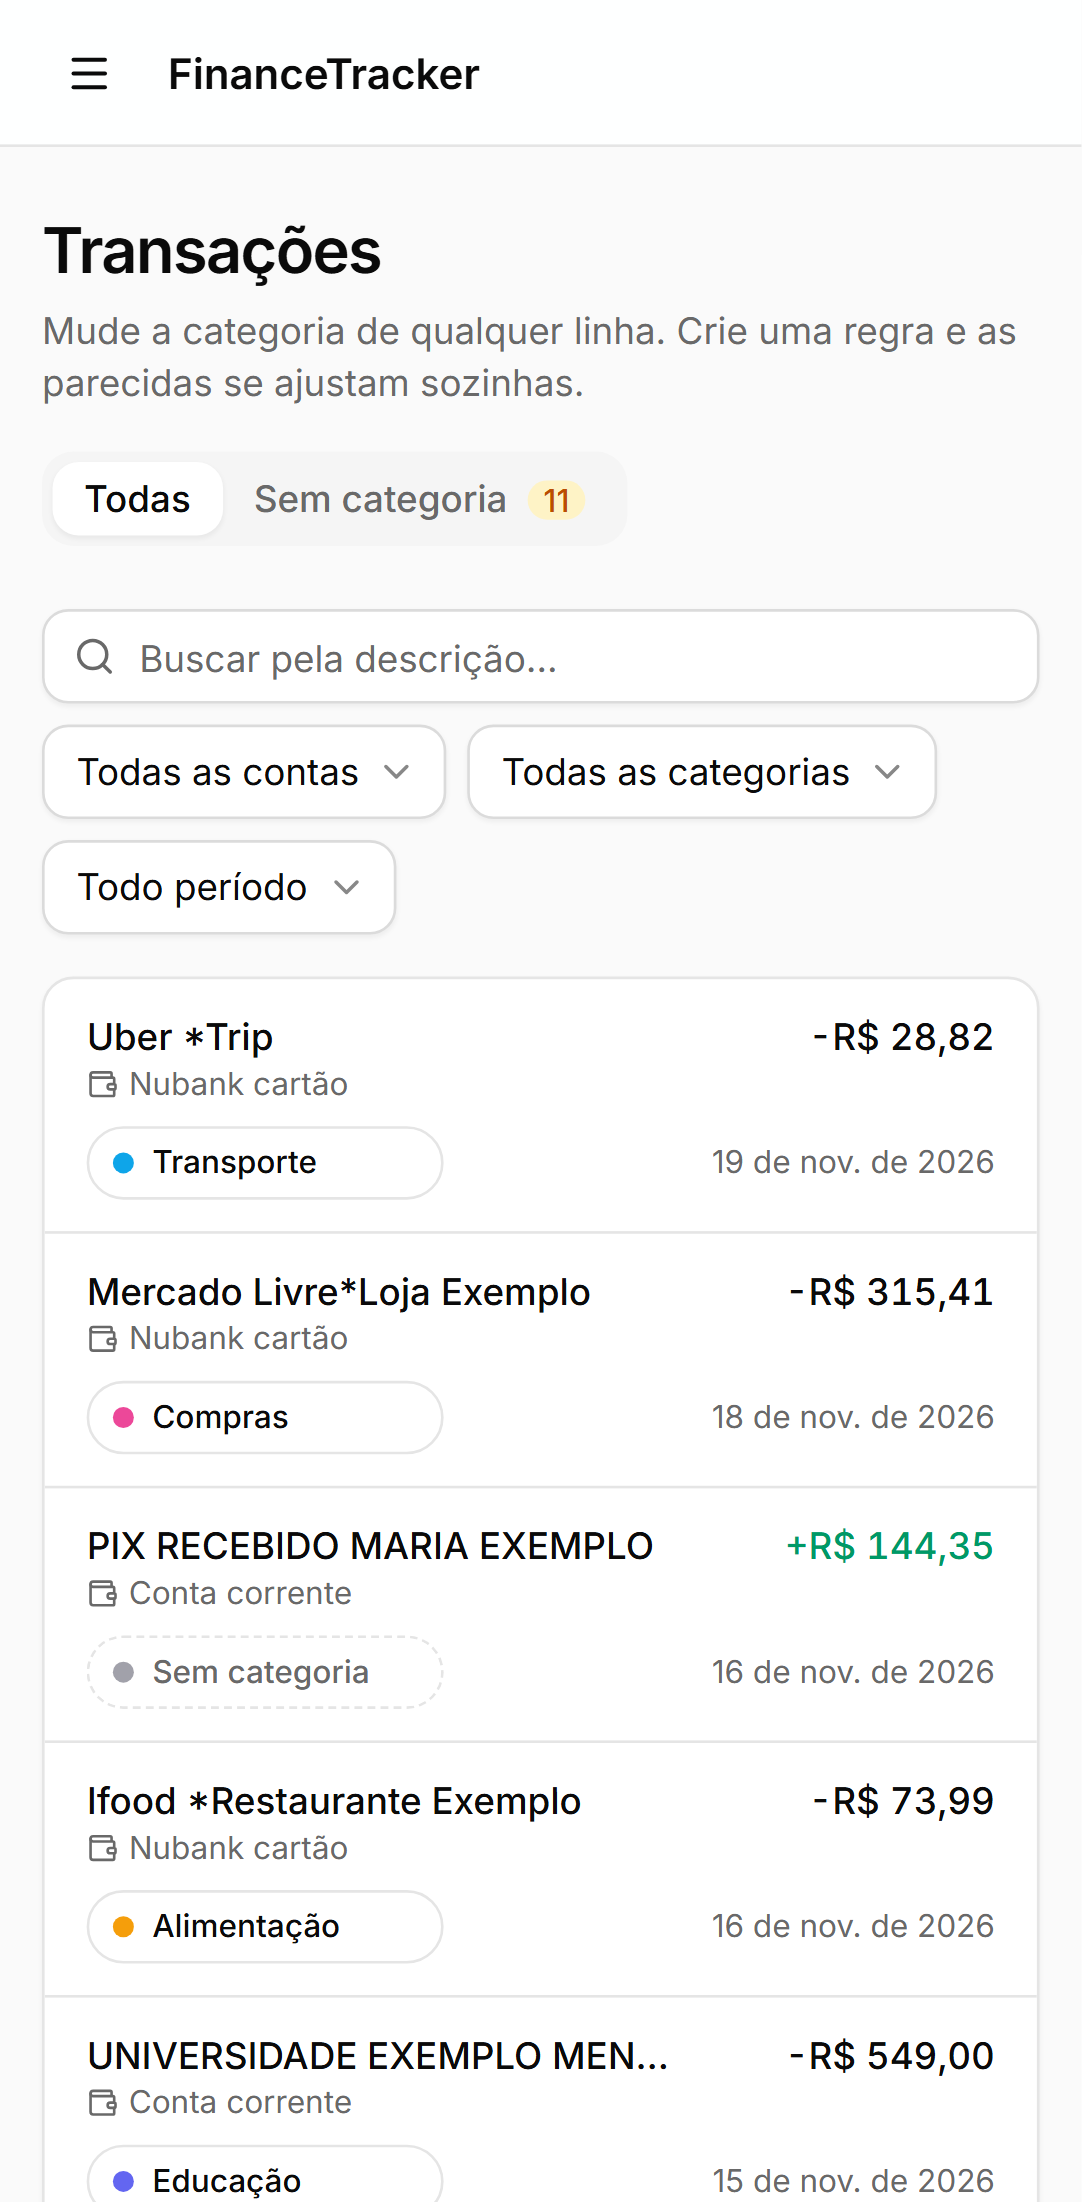 FinanceTracker
Transações
Mude a categoria de qualquer linha. Crie uma regra e as
parecidas se ajustam sozinhas.
Todas
Sem categoria 11
Buscar pela descrição...
Todas as contas
Todas as categorias
Todo período
Uber *Trip
-R$ 28,82
Nubank cartão
Transporte
19 de nov. de 2026
Mercado Livre*Loja Exemplo
-R$ 315,41
Nubank cartão
Compras
18 de nov. de 2026
PIX RECEBIDO MARIA EXEMPLO
+R$ 144,35
Conta corrente
Sem categoria
16 de nov. de 2026
Ifood *Restaurante Exemplo
-R$ 73,99
Nubank cartão
Alimentação
16 de nov. de 2026
UNIVERSIDADE EXEMPLO MEN...
-R$ 549,00
Conta corrente
Educação
15 de nov. de 2026